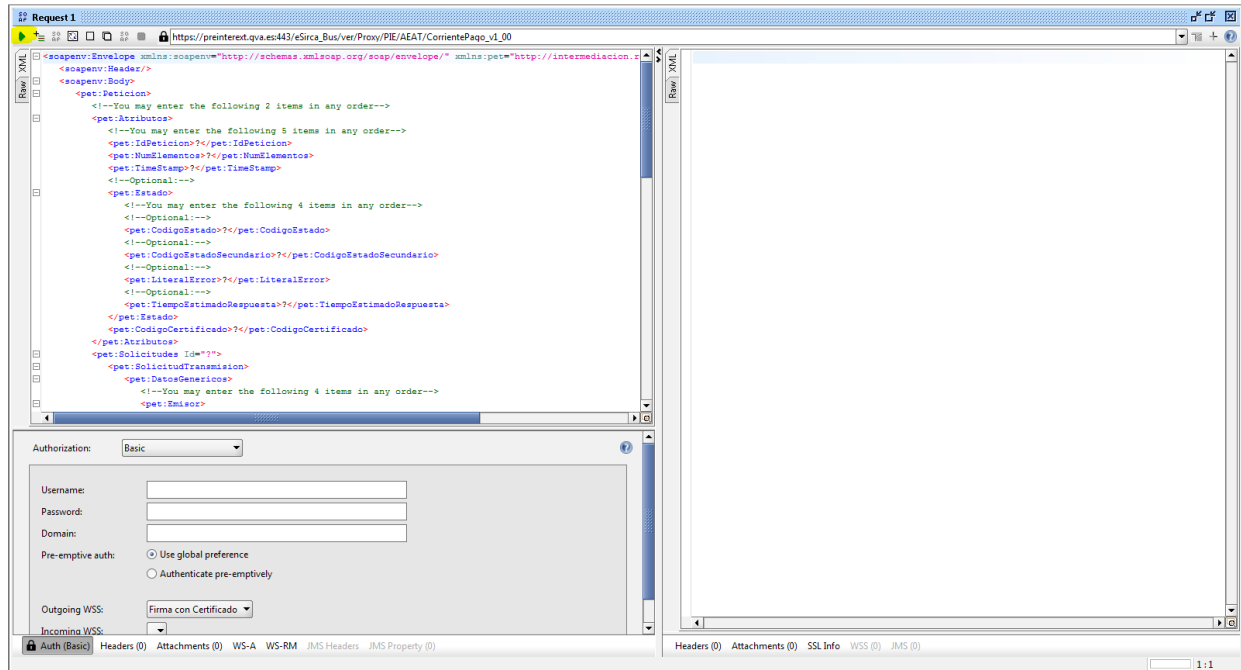 Request 1
https://preinterext.gva.es:443/eSirca_Bus/ver/Proxy/PIE/AEAT/CorrientePago_v1_00
XML
Raw
<soapenv:Envelope xmlns:soapenv="http://schemas.xmlsoap.org/soap/envelope/" xmlns:pet="http://intermediacion.r
<soapenv:Header/>
<soapenv:Body>
<pet:Peticion>
<!--You may enter the following 2 items in any order-->
<pet:Atributos>
<!--You may enter the following 5 items in any order-->
<pet:IdPeticion>?</pet:IdPeticion>
<pet:NumElementos>?</pet:NumElementos>
<pet:TimeStamp>?</pet:TimeStamp>
<!--Optional:-->
<pet:Estado>
<!--You may enter the following 4 items in any order-->
<!--Optional:-->
<pet:CodigoEstado>?</pet:CodigoEstado>
<!--Optional:-->
<pet:CodigoEstadoSecundario>?</pet:CodigoEstadoSecundario>
<!--Optional:-->
<pet:LiteralError>?</pet:LiteralError>
<!--Optional:-->
<pet:TiempoEstimadoRespuesta>?</pet:TiempoEstimadoRespuesta>
</pet:Estado>
<pet:CodigoCertificado>?</pet:CodigoCertificado>
</pet:Atributos>
<pet:Solicitudes Id="?">
<pet:SolicitudTransmision>
<pet:DatosGenericos>
<!--You may enter the following 4 items in any order-->
<pet:Emisor>
XML
Raw
Authorization: Basic
Username:
Password:
Domain:
Pre-emptive auth: Use global preference
Authenticate pre-emptively
Outgoing WSS: Firma con Certificado
Incoming WSS:
Auth (Basic) Headers (0) Attachments (0) WS-A WS-RM JMS Headers JMS Property (0)
Headers (0) Attachments (0) SSL Info WSS (0) JMS (0)
1:1